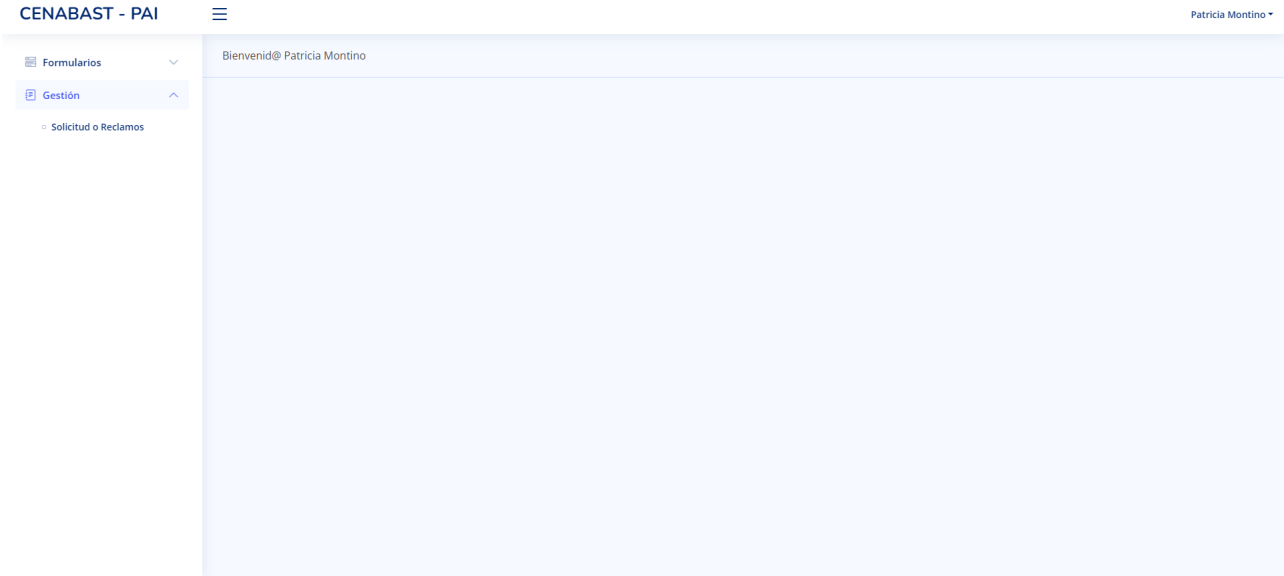 CENABAST - PAI
Patricia Montino
Formularios
Gestión
Solicitud o Reclamos
Bienvenid@ Patricia Montino